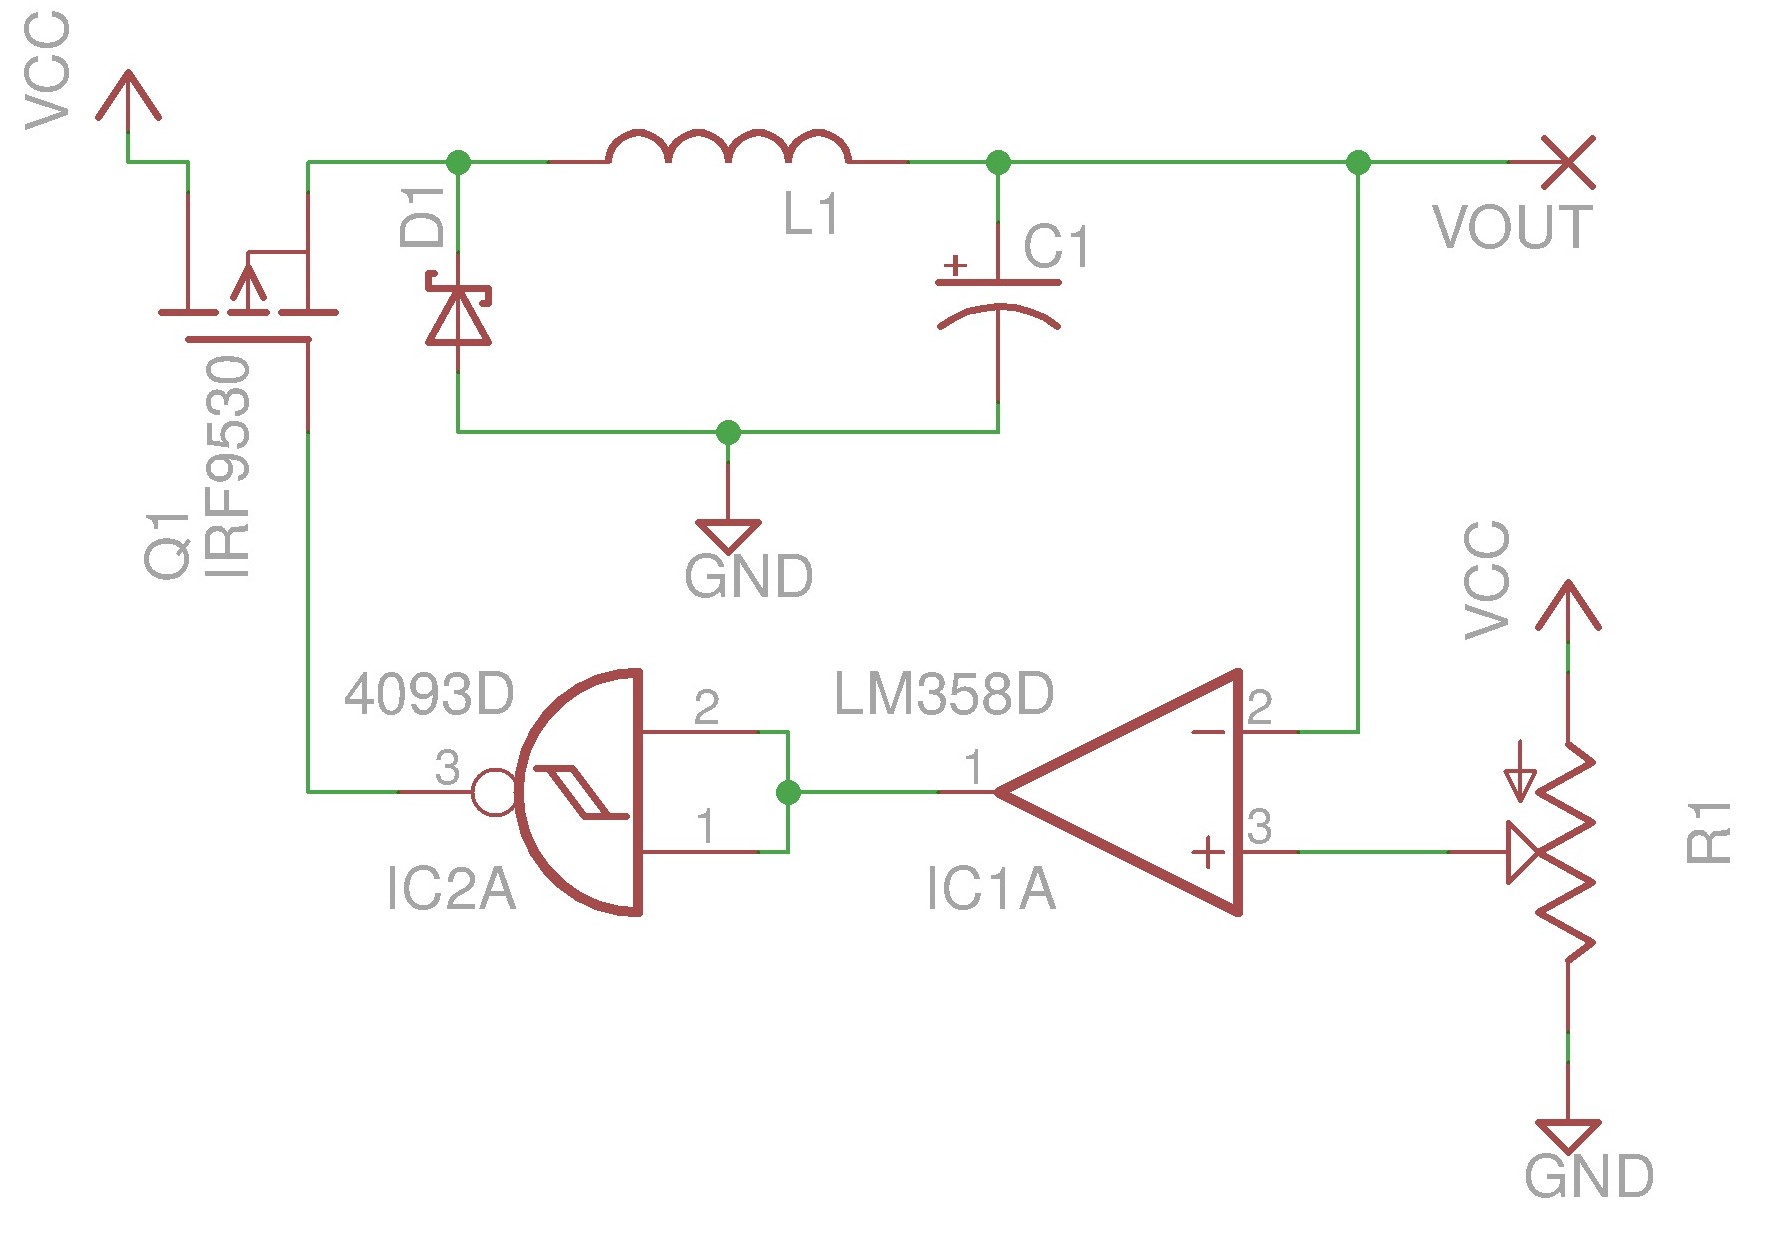 VCC
D1
L1
+
C1
VOUT
Q1
IRF9530
GND
VCC
4093D
2
LM358D
2
3
1
1
3
R1
IC2A
IC1A
GND